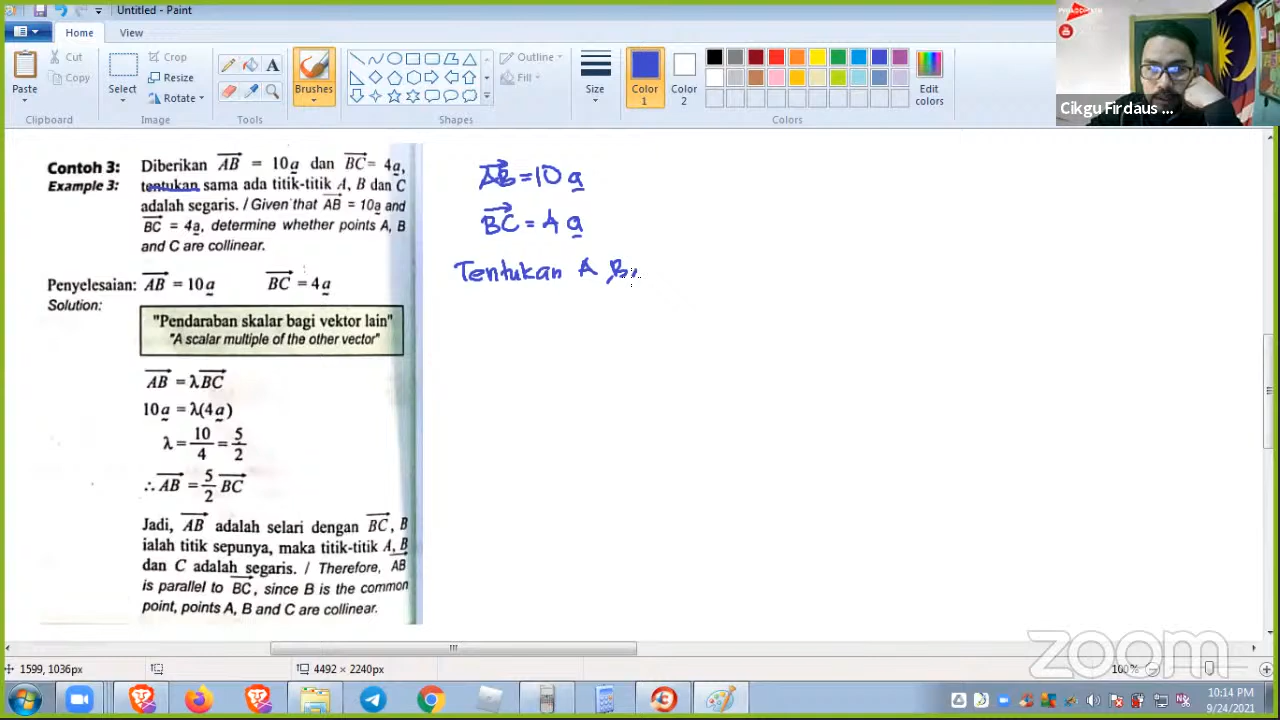 Untitled - Paint
Home
View
Paste
Cut
Copy
Clipboard
Select
Crop
Resize
Rotate
Image
A
Tools
Brushes
Outline
Fill
Shapes
Size
Color 1
Color 2
Edit colors
Colors
Cikgu Firdaus ...
Contoh 3: Diberikan AB = 10a dan BC = 4a,
Example 3: tentukan sama ada titik-titik A, B dan C
adalah segaris. / Given that AB = 10a and
BC = 4a, determine whether points A, B
and C are collinear.
Penyelesaian: AB = 10a BC = 4a
Solution:
"Pendaraban skalar bagi vektor lain"
"A scalar multiple of the other vector"
AB = λBC
10a = λ(4a)
λ = 10/4 = 5/2
∴ AB = 5/2 BC
Jadi, AB adalah selari dengan BC, B
ialah titik sepunya, maka titik-titik A, B
dan C adalah segaris. / Therefore, AB
is parallel to BC, since B is the common
point, points A, B and C are collinear.
AB = 10 a
BC = 4 a
Tentukan A B,
zoom
1599, 1036px
4492 × 2240px
100%
10:14 PM
9/24/2021